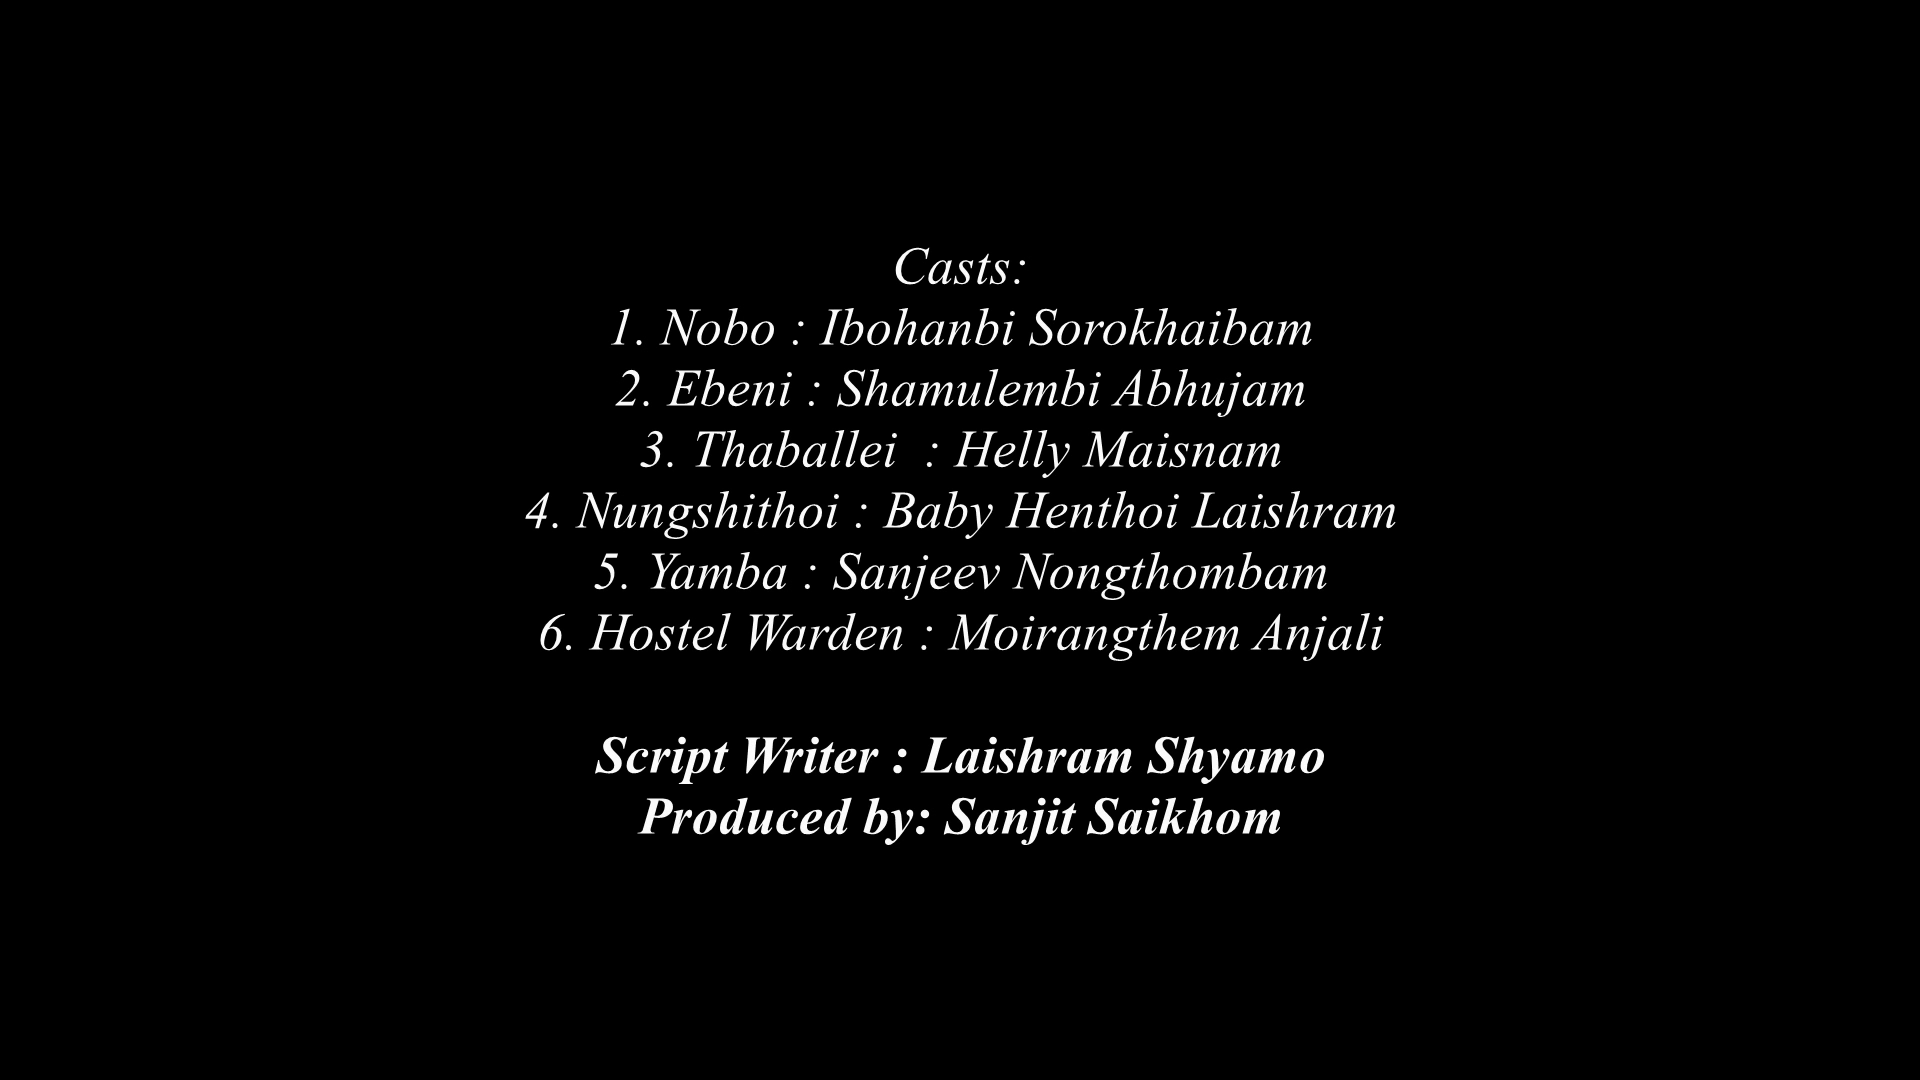 Casts:
1. Nobo : Ibohanbi Sorokhaibam
2. Ebeni : Shamulembi Abhujam
3. Thaballei  : Helly Maisnam
4. Nungshithoi : Baby Henthoi Laishram
5. Yamba : Sanjeev Nongthombam
6. Hostel Warden : Moirangthem Anjali
Script Writer : Laishram Shyamo
Produced by: Sanjit Saikhom